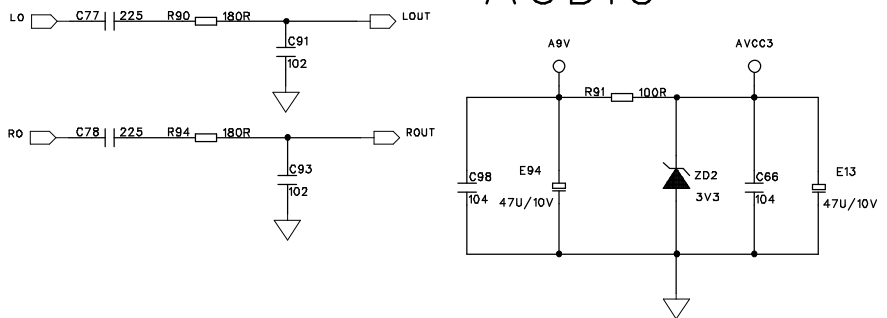 AUDIO
LO C77 225 R90 180R LOUT
C91
102
RO C78 225 R94 180R ROUT
C93
102
A9V AVCC3
R91 100R
C98
104
E94
47U/10V
ZD2
3V3
C66
104
E13
47U/10V